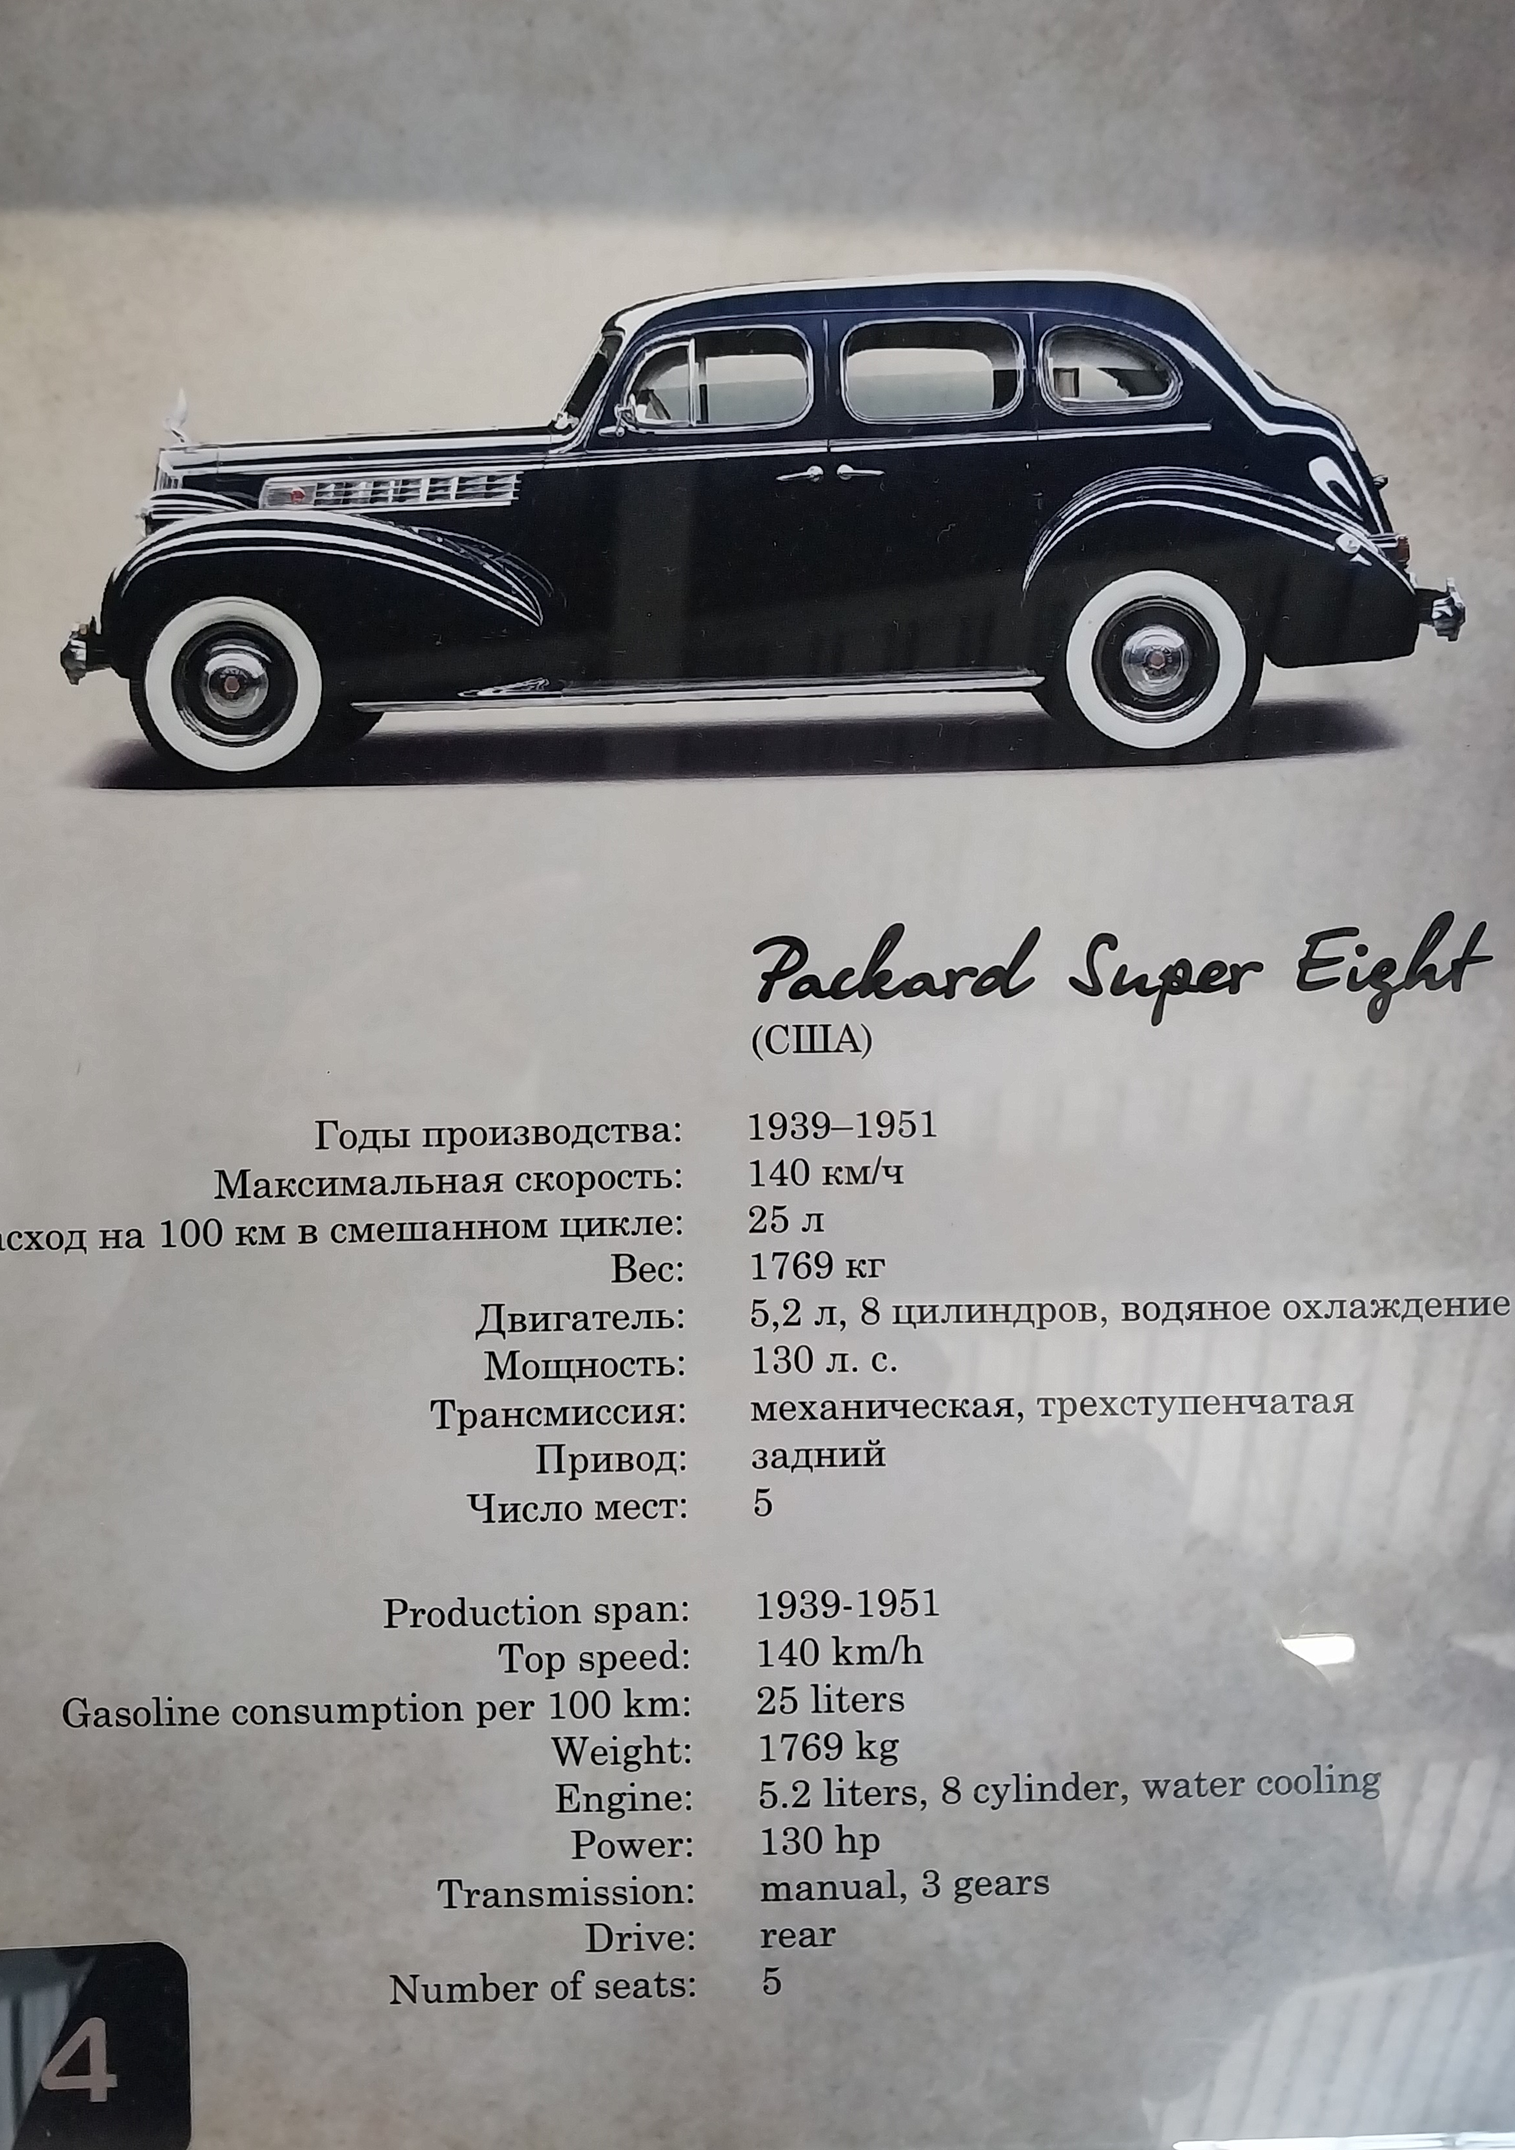 Packard Super Eight
(США)
Годы производства: 1939–1951
Максимальная скорость: 140 км/ч
на 100 км в смешанном цикле: 25 л
Вес: 1769 кг
Двигатель: 5,2 л, 8 цилиндров, водяное охлаждение
Мощность: 130 л. с.
Трансмиссия: механическая, трехступенчатая
Привод: задний
Число мест: 5
Production span: 1939-1951
Top speed: 140 km/h
Gasoline consumption per 100 km: 25 liters
Weight: 1769 kg
Engine: 5.2 liters, 8 cylinder, water cooling
Power: 130 hp
Transmission: manual, 3 gears
Drive: rear
Number of seats: 5
4